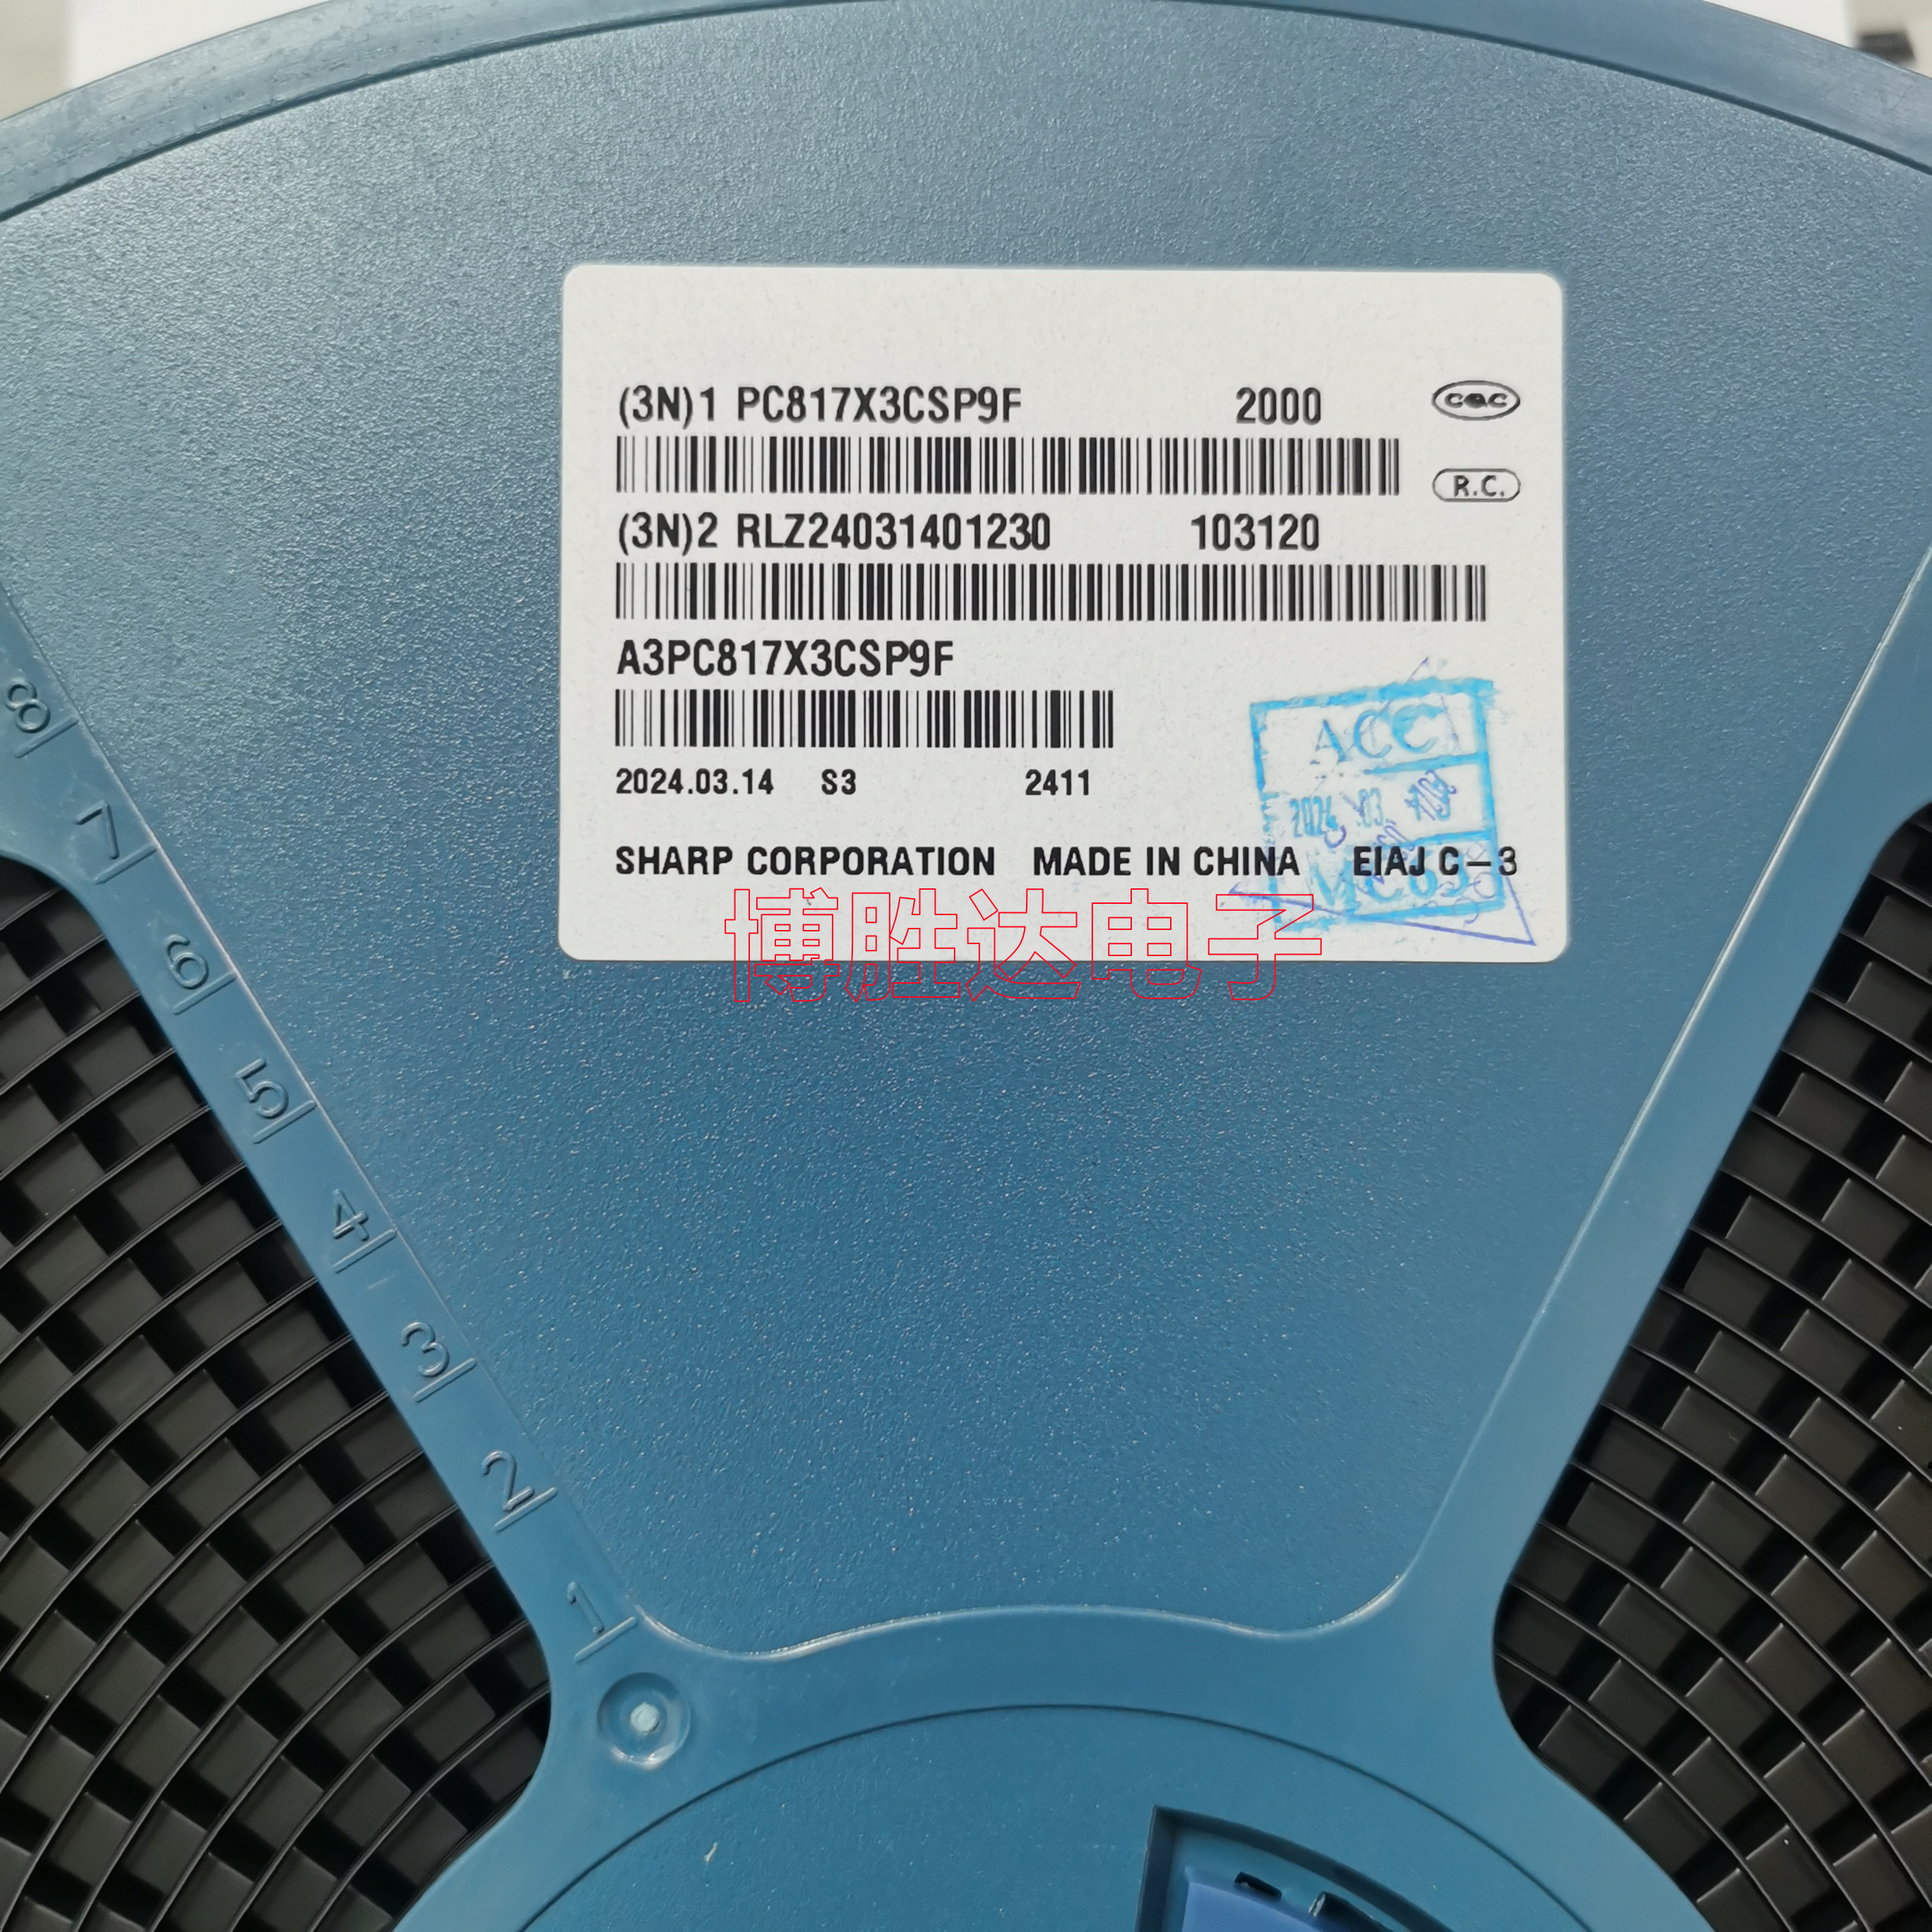 (3N)1 PC817X3CSP9F 2000
CQC
R.C.
(3N)2 RLZ24031401230 103120
A3PC817X3CSP9F
ACC
2024.03.14 S3 2411
SHARP CORPORATION MADE IN CHINA EIAJ C-3
博胜达电子
8
7
6
5
4
3
2
1